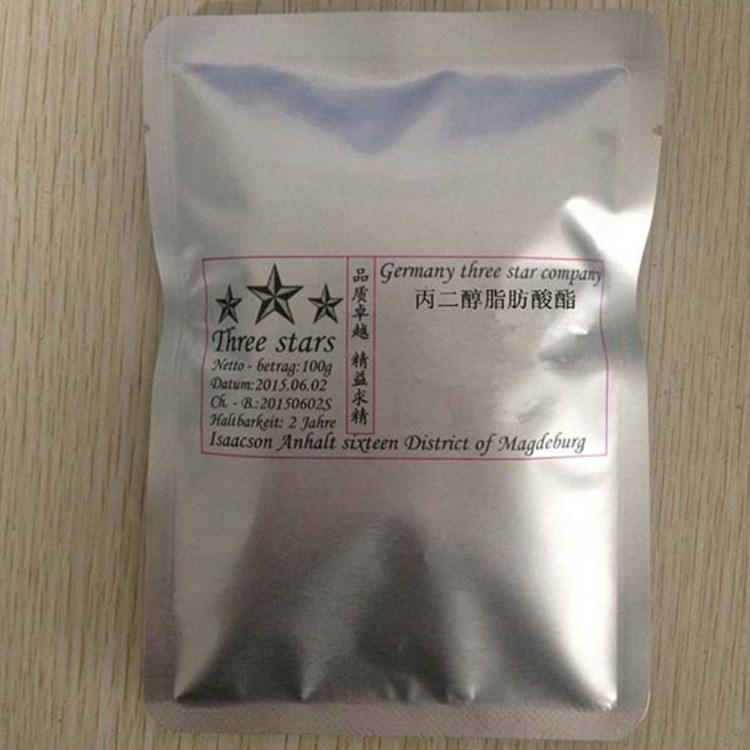 Three stars
Netto - betrag:100g
Datum:2015.06.02
Ch. - B.:20150602S
Haltbarkeit: 2 Jahre
品质卓越 精益求精
Germany three star company
丙二醇脂肪酸酯
Isaacson Anhalt sixteen District of Magdeburg